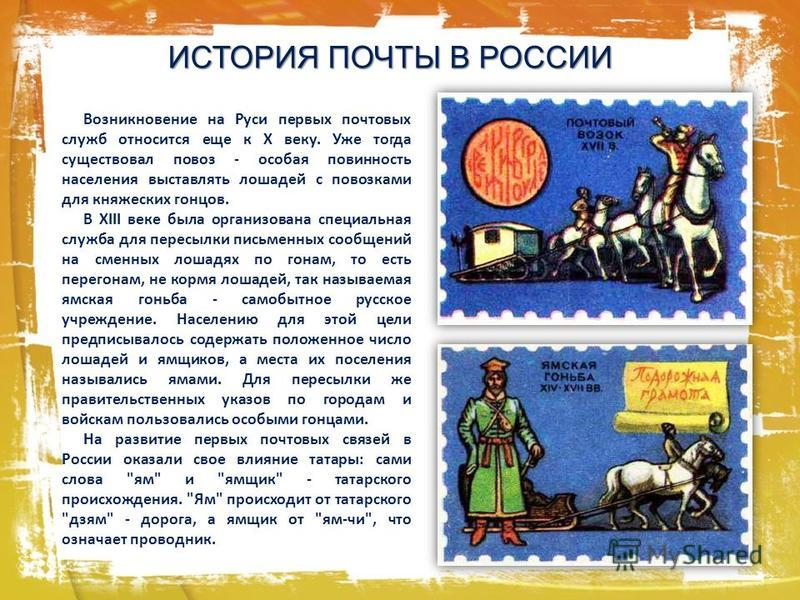 ИСТОРИЯ ПОЧТЫ В РОССИИ
Возникновение на Руси первых почтовых
служб относится еще к X веку. Уже тогда
существовал повоз - особая повинность
населения выставлять лошадей с повозками
для княжеских гонцов.
В XIII веке была организована специальная
служба для пересылки письменных сообщений
на сменных лошадях по гонам, то есть
перегонам, не кормя лошадей, так называемая
ямская гоньба - самобытное русское
учреждение. Населению для этой цели
предписывалось содержать положенное число
лошадей и ямщиков, а места их поселения
назывались ямами. Для пересылки же
правительственных указов по городам и
войскам пользовались особыми гонцами.
На развитие первых почтовых связей в
России оказали свое влияние татары: сами
слова "ям" и "ямщик" - татарского
происхождения. "Ям" происходит от татарского
"дзям" - дорога, а ямщик от "ям-чи", что
означает проводник.
ПОЧТОВЫЙ
ВОЗОК
XVII В.
ЯМСКАЯ
ГОНЬБА
XIV-XVII ВВ.
Подорожная
грамота
MyShared